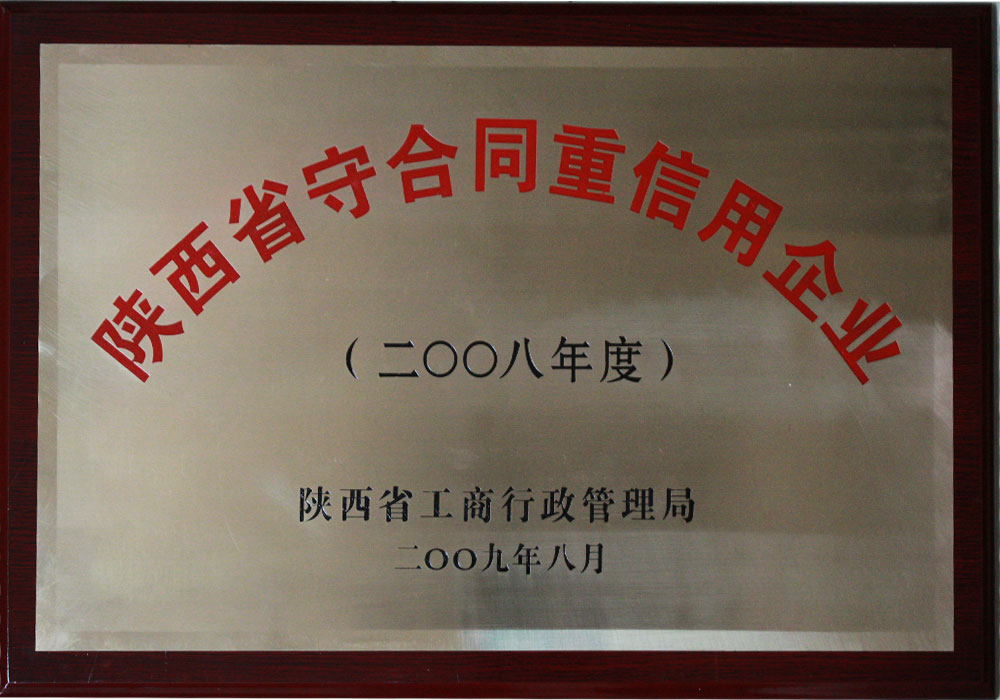 陕西省守合同重信用企业
（二〇〇八年度）
陕西省工商行政管理局
二〇〇九年八月